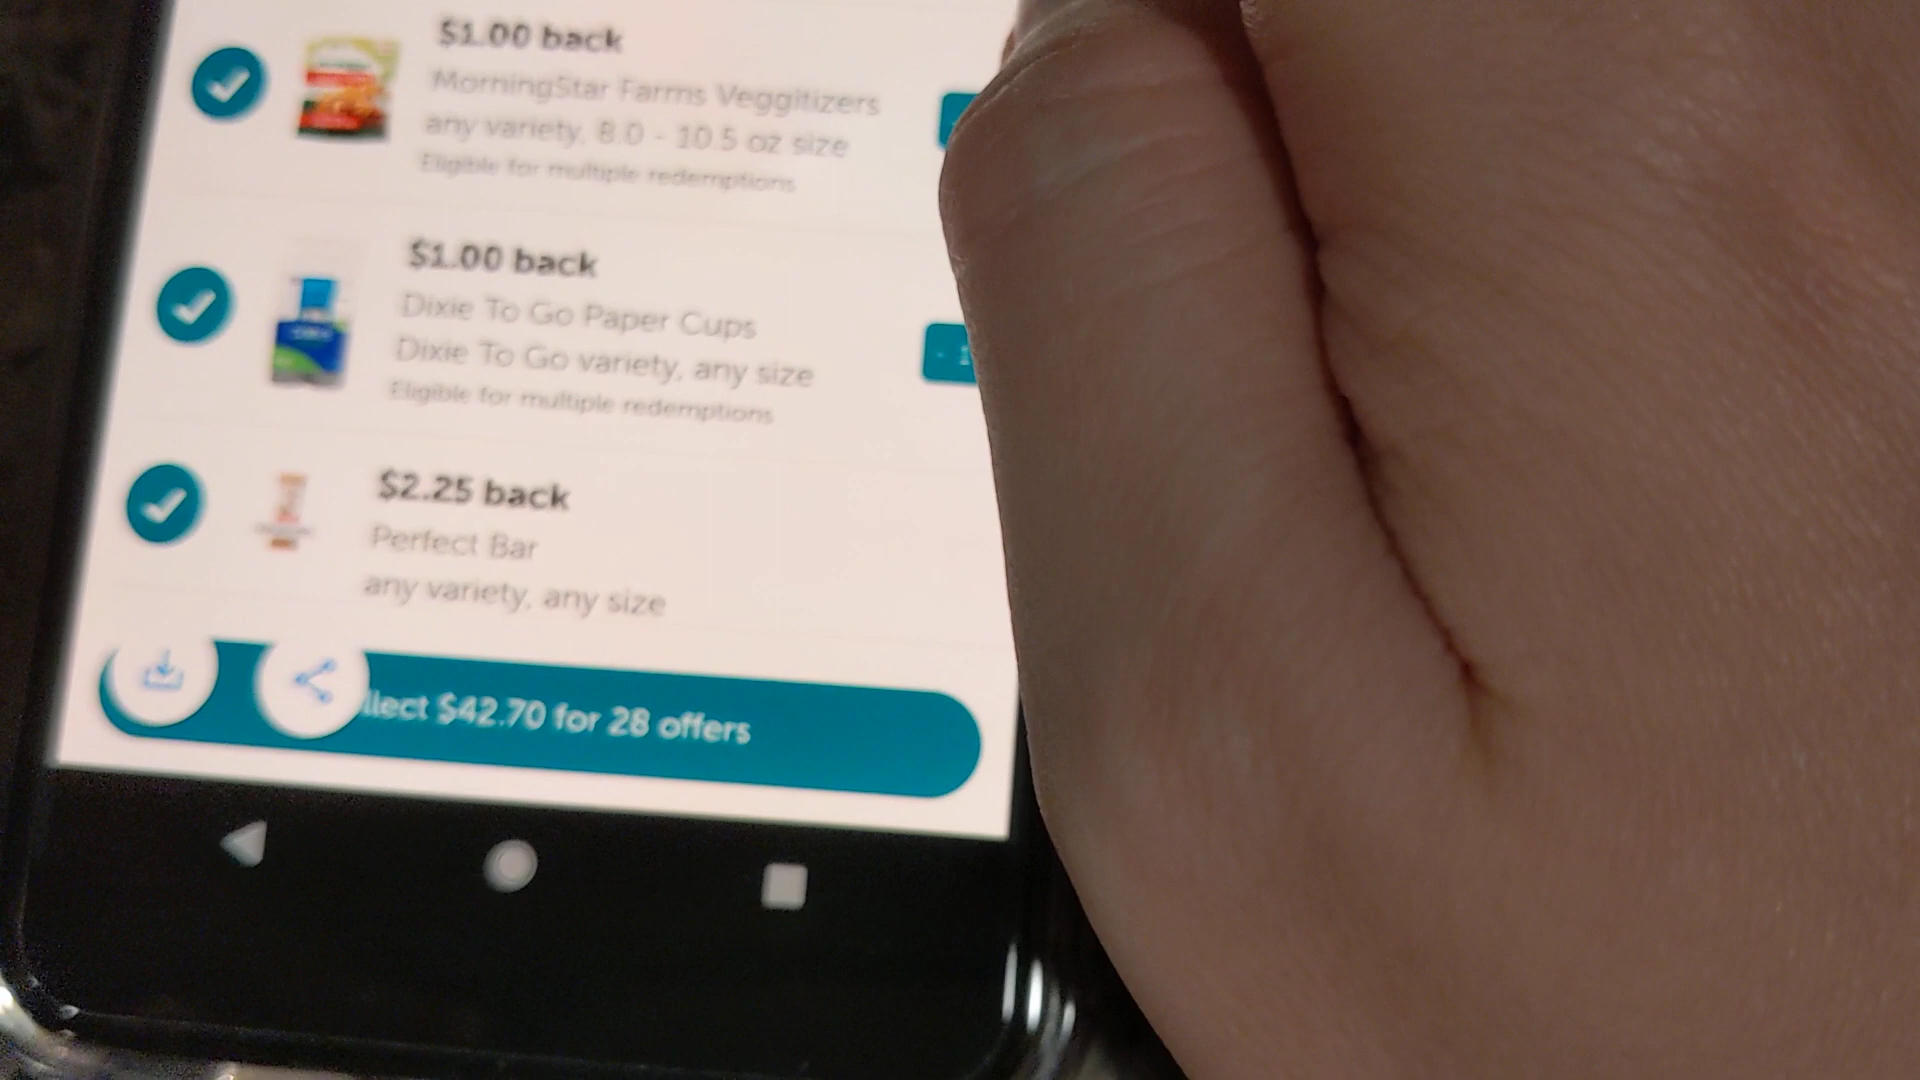 $1.00 back
MorningStar Farms Veggitizers
any variety, 8.0 - 10.5 oz size
Eligible for multiple redemptions
$1.00 back
Dixie To Go Paper Cups
Dixie To Go variety, any size
Eligible for multiple redemptions
$2.25 back
Perfect Bar
any variety, any size
llect $42.70 for 28 offers